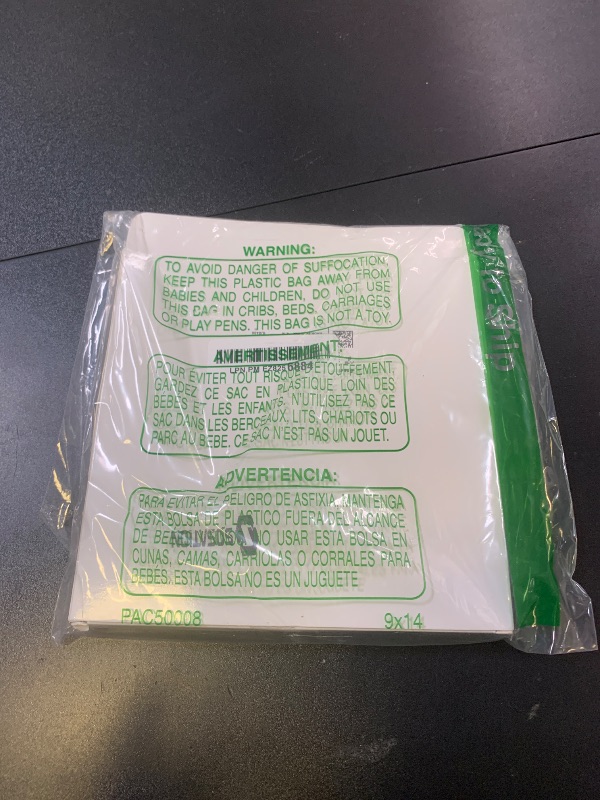 WARNING:
TO AVOID DANGER OF SUFFOCATION,
KEEP THIS PLASTIC BAG AWAY FROM
BABIES AND CHILDREN, DO NOT USE
THIS BAG IN CRIBS, BEDS, CARRIAGES
OR PLAY PENS. THIS BAG IS NOT A TOY.
AVERTISSEMENT:
LPN PM
POUR ÉVITER TOUT RISQUE D'ÉTOUFFEMENT,
GARDEZ CE SAC EN PLASTIQUE LOIN DES
BÉBÉS ET LES ENFANTS. N'UTILISEZ PAS CE
SAC DANS LES BERCEAUX, LITS, CHARIOTS OU
PARC AU BÉBÉ. CE SAC N'EST PAS UN JOUET.
ADVERTENCIA:
PARA EVITAR EL PELIGRO DE ASFIXIA, MANTENGA
ESTA BOLSA DE PLÁSTICO FUERA DEL ALCANCE
DE NO USAR ESTA BOLSA EN
CUNAS, CAMAS, CARRIOLAS O CORRALES PARA
BEBES. ESTA BOLSA NO ES UN JUGUETE.
PAC50008 9x14